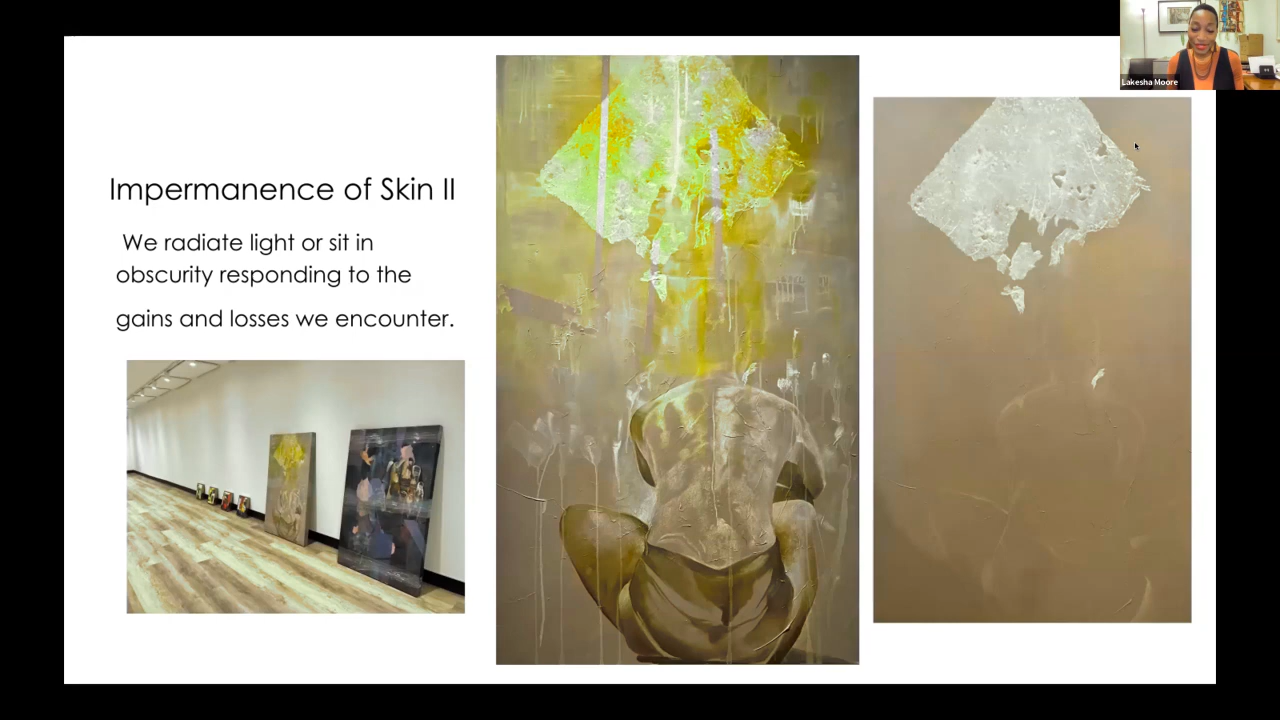 Lakesha Moore
Impermanence of Skin II
We radiate light or sit in
obscurity responding to the
gains and losses we encounter.